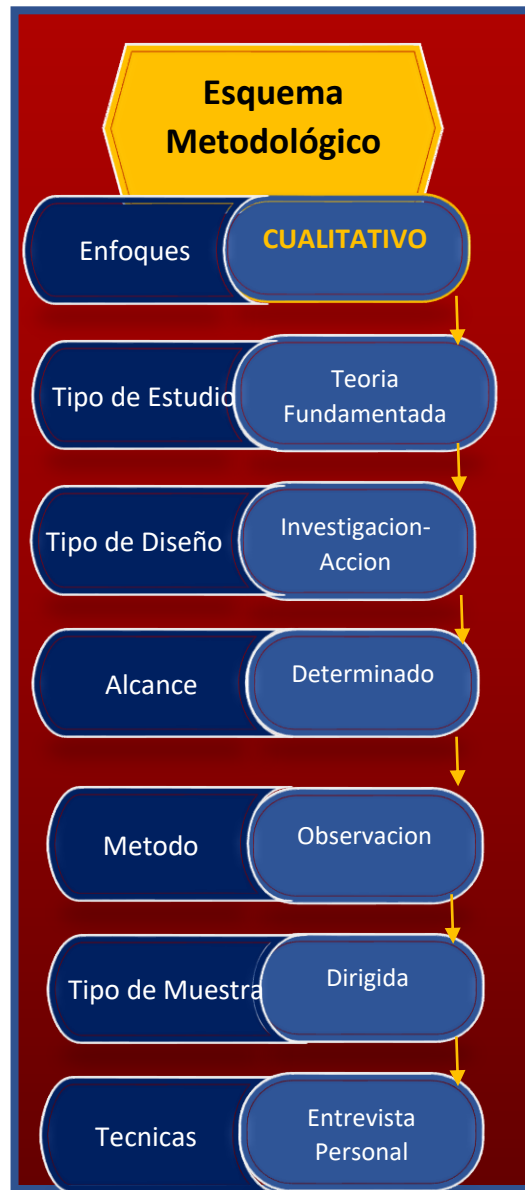 Esquema
Metodológico
Enfoques
CUALITATIVO
Tipo de Estudio
Teoria
Fundamentada
Tipo de Diseño
Investigacion-
Accion
Alcance
Determinado
Metodo
Observacion
Tipo de Muestra
Dirigida
Tecnicas
Entrevista
Personal